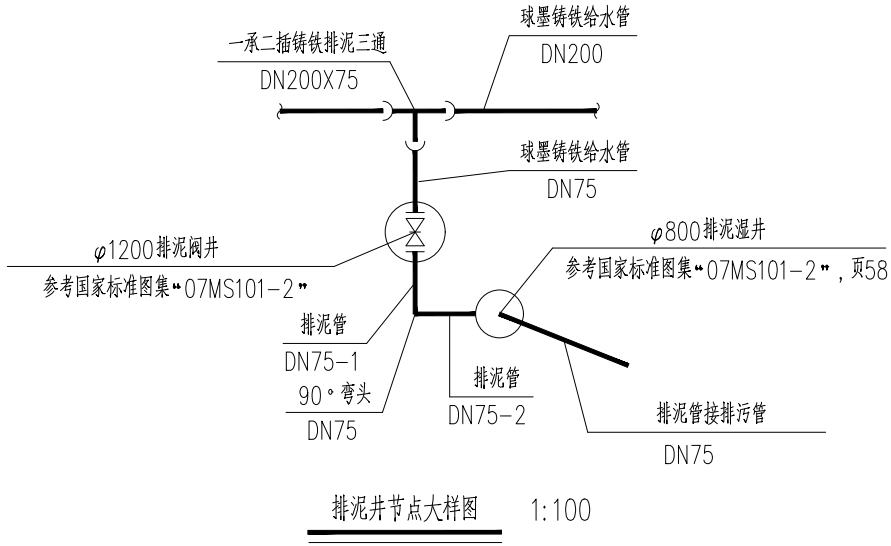 球墨铸铁给水管
DN200
一承二插铸铁排泥三通
DN200X75
球墨铸铁给水管
DN75
φ1200排泥阀井
参考国家标准图集“07MS101-2”
φ800排泥湿井
参考国家标准图集“07MS101-2”,页58
排泥管
DN75-1
90°弯头
DN75
排泥管
DN75-2
排泥管接排污管
DN75
排泥井节点大样图 1:100